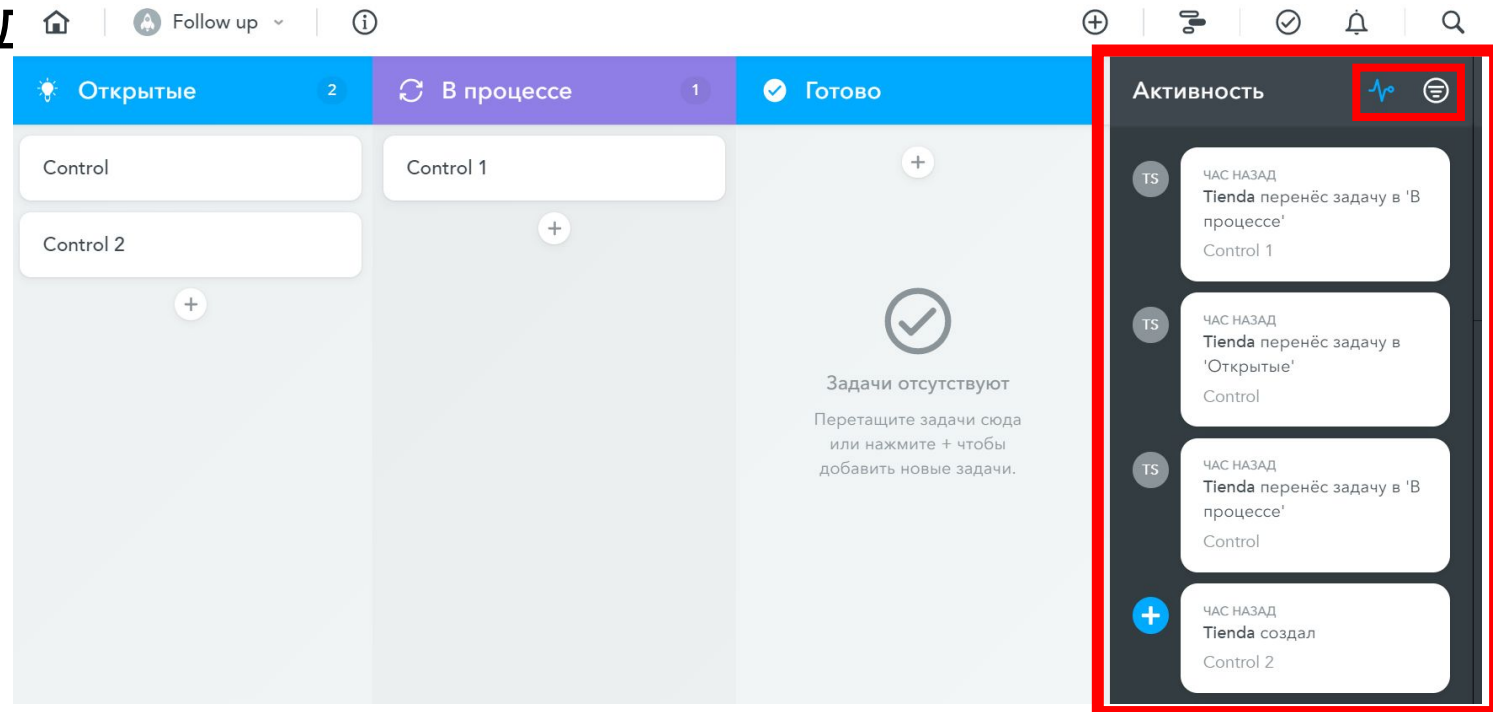 Follow up
Открытые 2
В процессе 1
Готово
Активность
Control
Control 2
Control 1
Задачи отсутствуют
Перетащите задачи сюда
или нажмите + чтобы
добавить новые задачи.
TS
ЧАС НАЗАД
Tienda перенёс задачу в 'В
процессе'
Control 1
TS
ЧАС НАЗАД
Tienda перенёс задачу в
'Открытые'
Control
TS
ЧАС НАЗАД
Tienda перенёс задачу в 'В
процессе'
Control
ЧАС НАЗАД
Tienda создал
Control 2